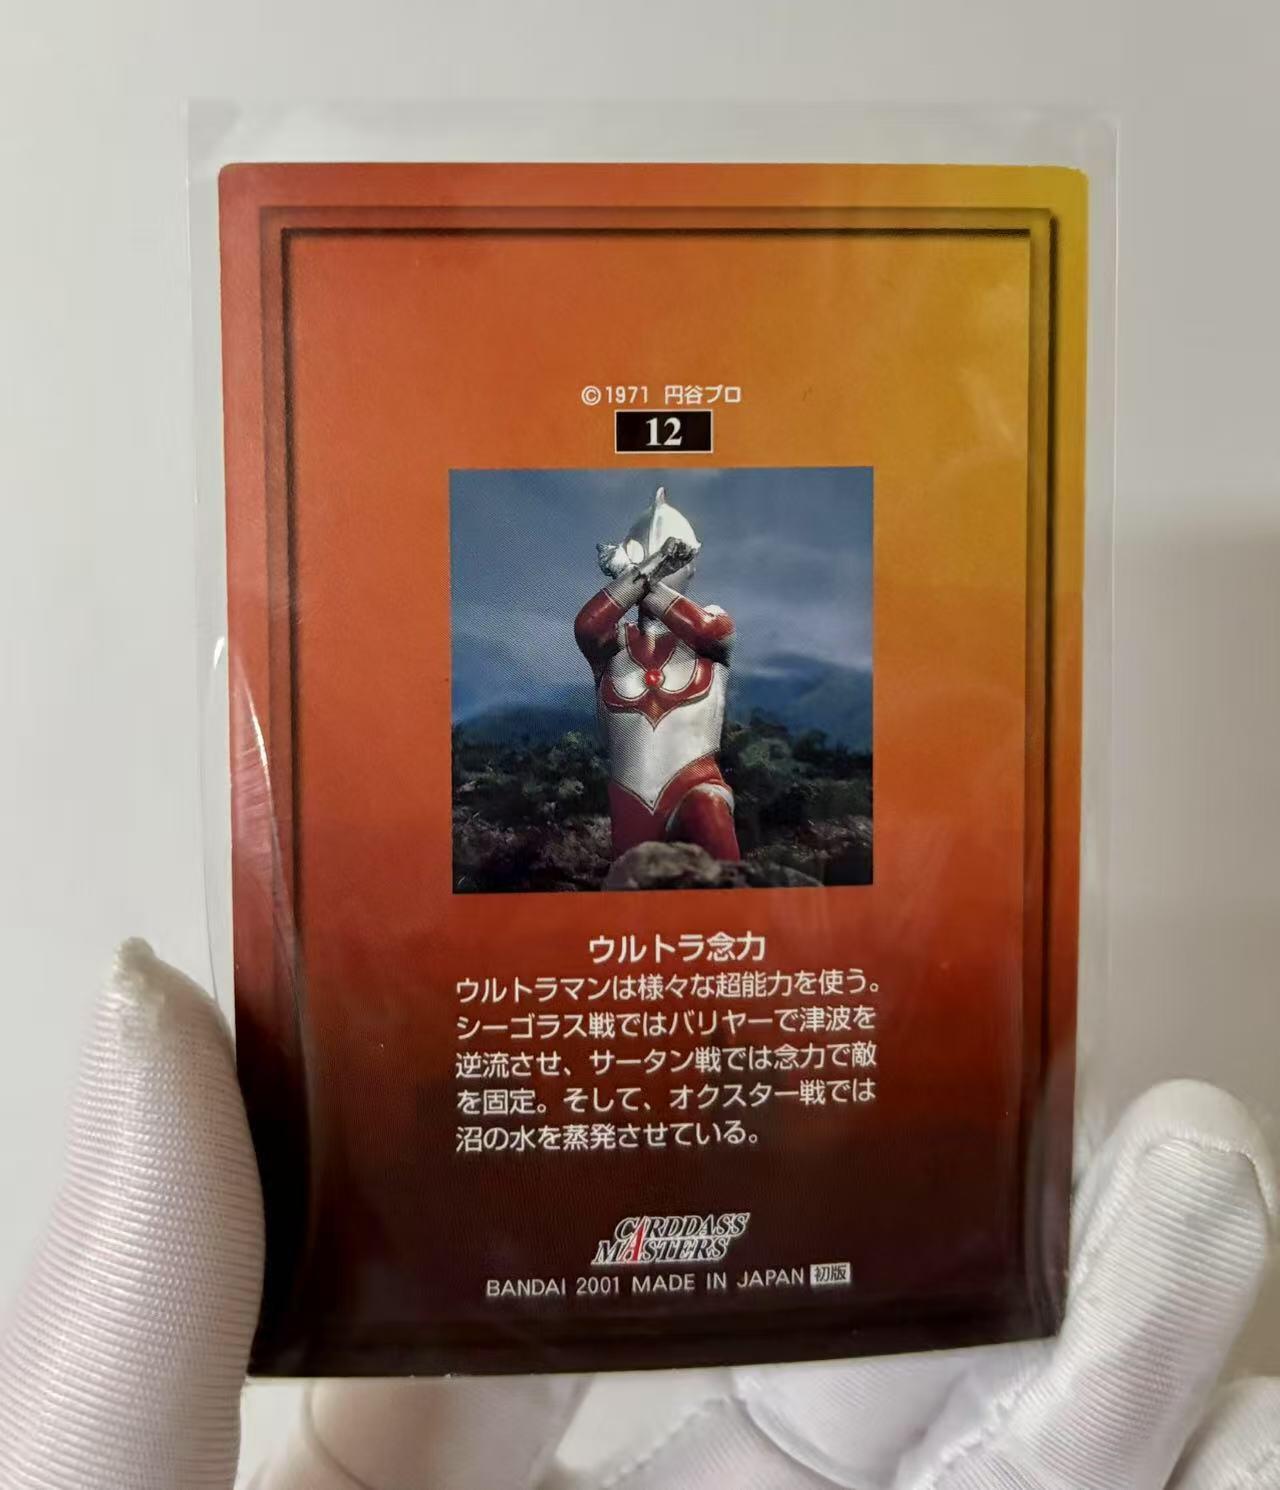 ©1971 円谷プロ
12
ウルトラ念力
ウルトラマンは様々な超能力を使う。
シーゴラス戦ではバリヤーで津波を
逆流させ、サータン戦では念力で敵
を固定。そして、オクスター戦では
沼の水を蒸発させている。
CARDDASS
MASTERS
BANDAI 2001 MADE IN JAPAN 初版